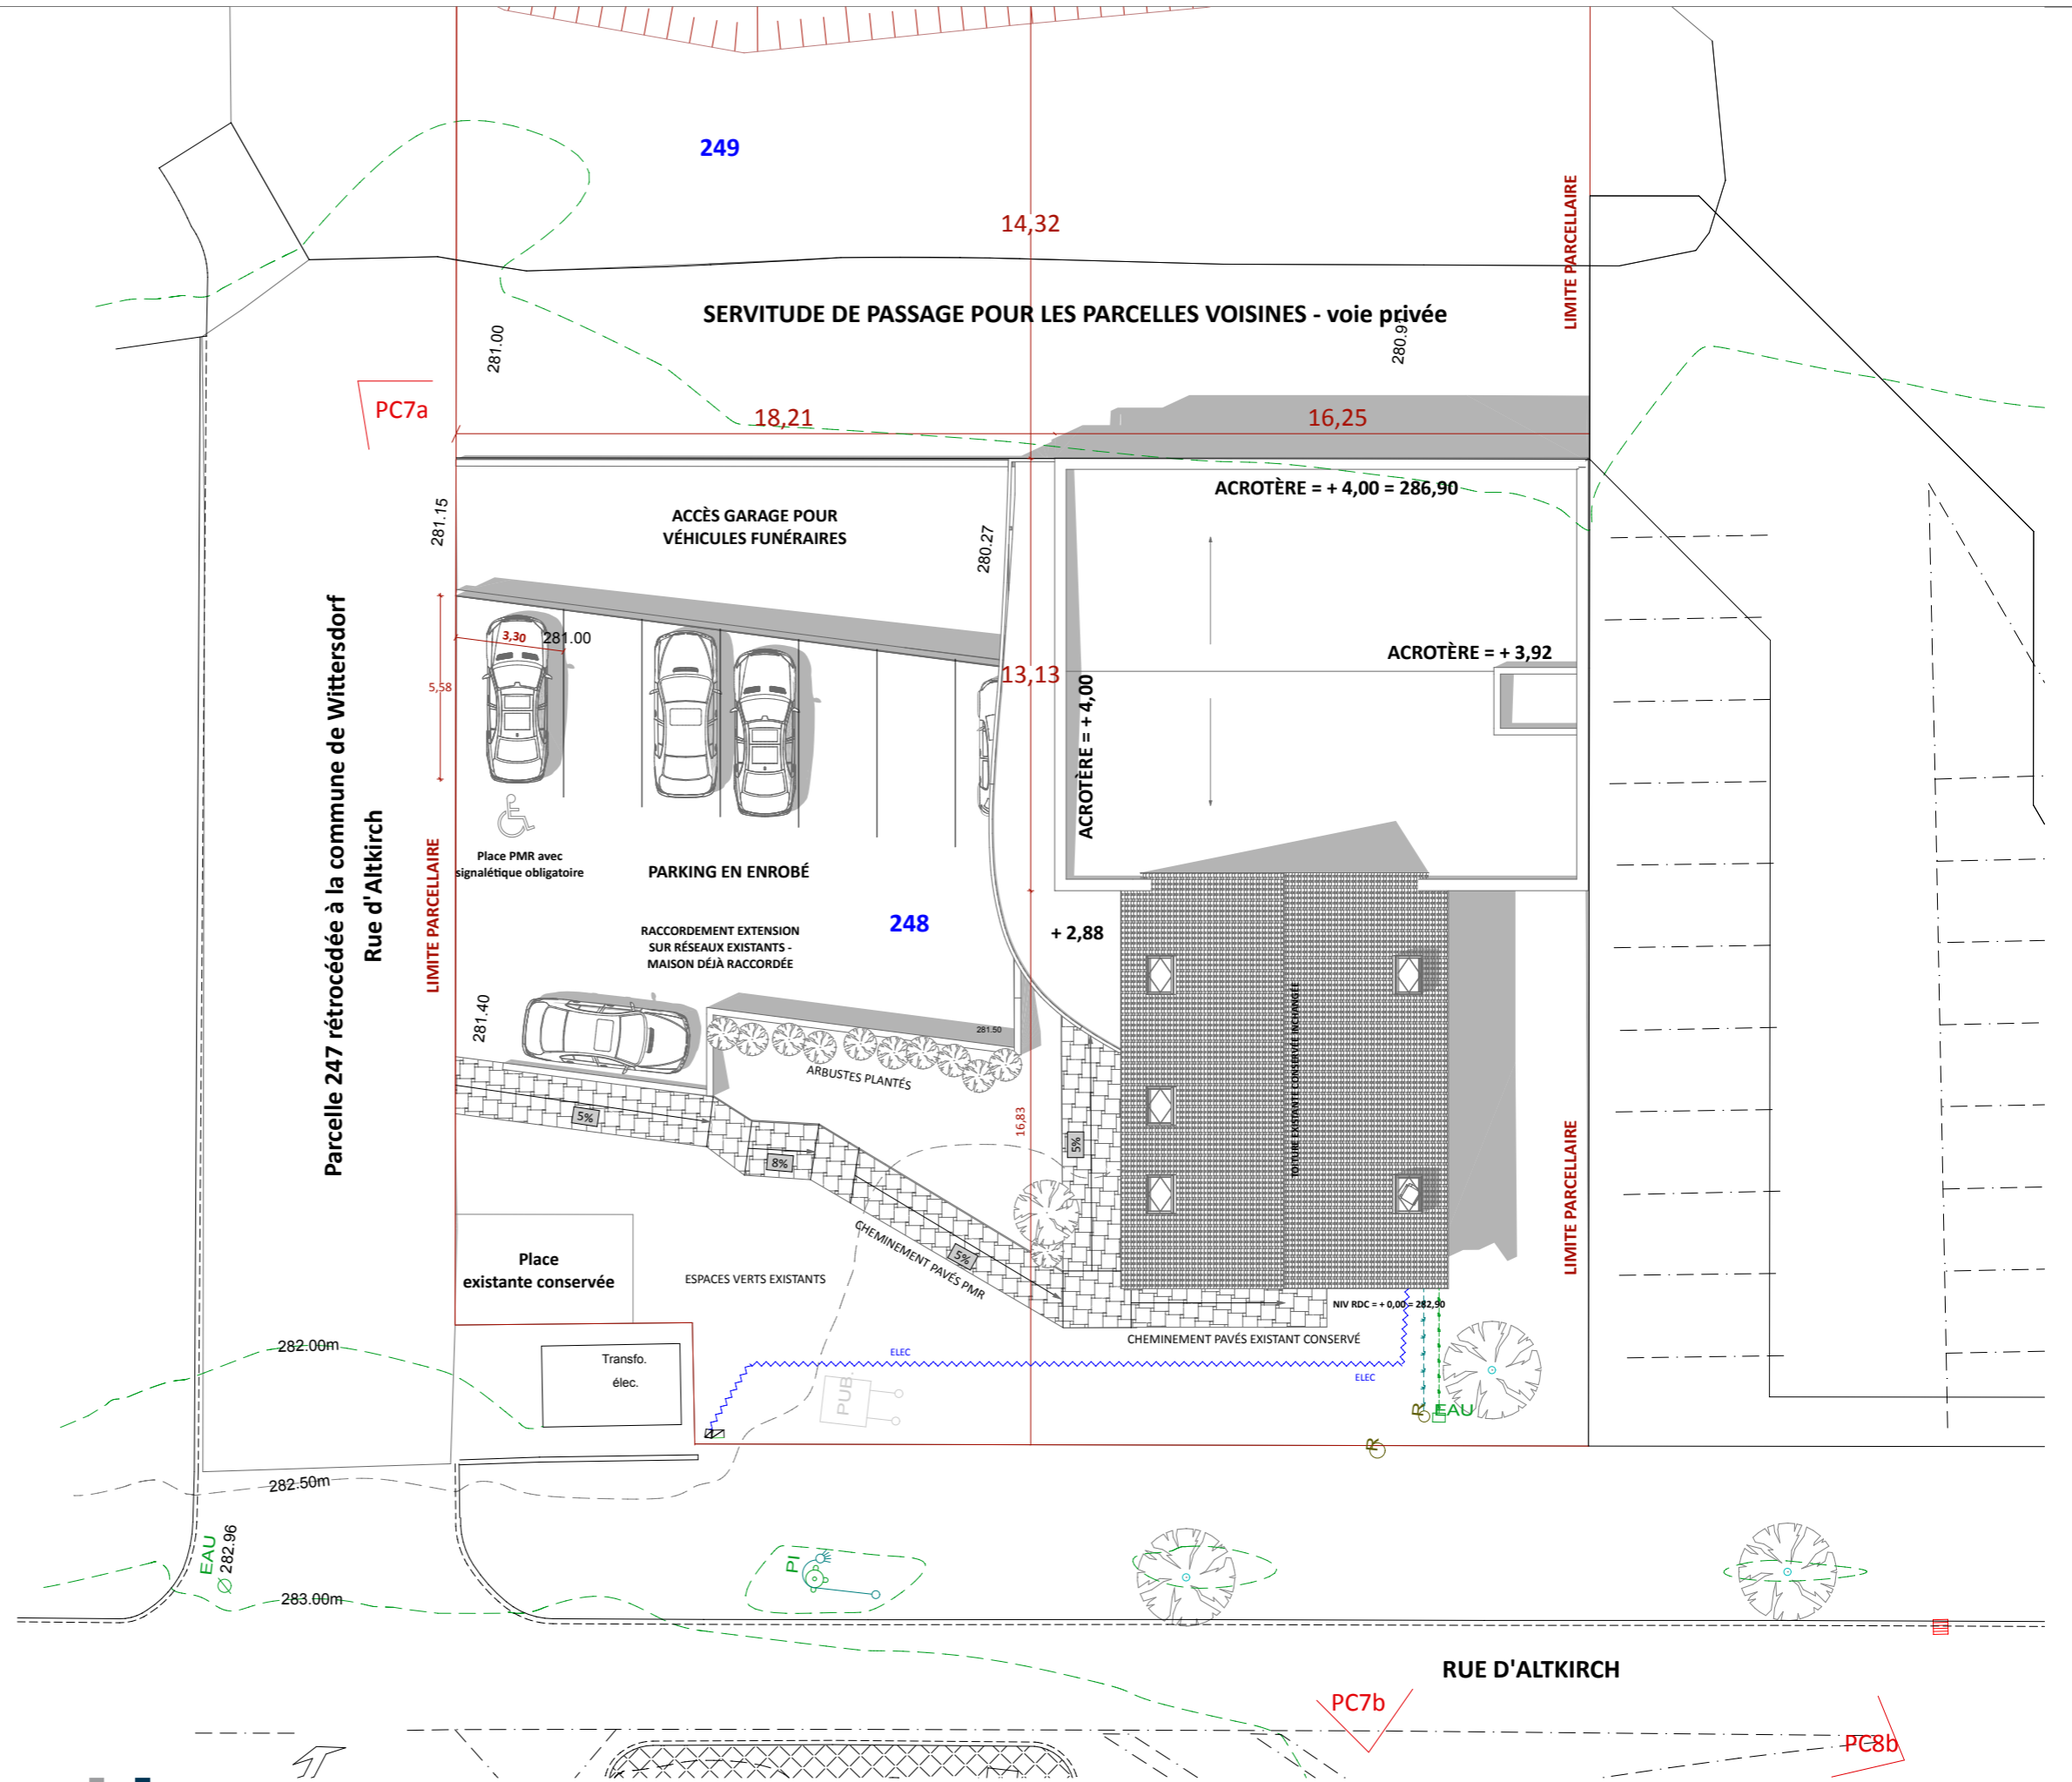 249
14,32
LIMITE PARCELLAIRE
SERVITUDE DE PASSAGE POUR LES PARCELLES VOISINES - voie privée
281.00
280.9
PC7a
18,21
16,25
ACROTÈRE = + 4,00 = 286,90
281.15
ACCÈS GARAGE POUR
VÉHICULES FUNÉRAIRES
280.27
3,30
281.00
5,58
13,13
ACROTÈRE = + 3,92
ACROTÈRE = + 4,00
Parcelle 247 rétrocédée à la commune de Wittersdorf
Rue d'Altkirch
LIMITE PARCELLAIRE
Place PMR avec
signalétique obligatoire
PARKING EN ENROBÉ
248
RACCORDEMENT EXTENSION
SUR RÉSEAUX EXISTANTS -
MAISON DÉJÀ RACCORDÉE
+ 2,88
281.40
281.50
ARBUSTES PLANTÉS
TOITURE EXISTANTE CONSERVÉE INCHANGÉE
5%
8%
5%
5%
16,83
LIMITE PARCELLAIRE
CHEMINEMENT PAVÉS PMR
Place
existante conservée
ESPACES VERTS EXISTANTS
NIV RDC = + 0,00 = 282,90
CHEMINEMENT PAVÉS EXISTANT CONSERVÉ
282.00m
Transfo.
élec.
ELEC
ELEC
PUB.
R
EAU
R
282.50m
EAU
282.96
PI
283.00m
RUE D'ALTKIRCH
PC7b
PC8b